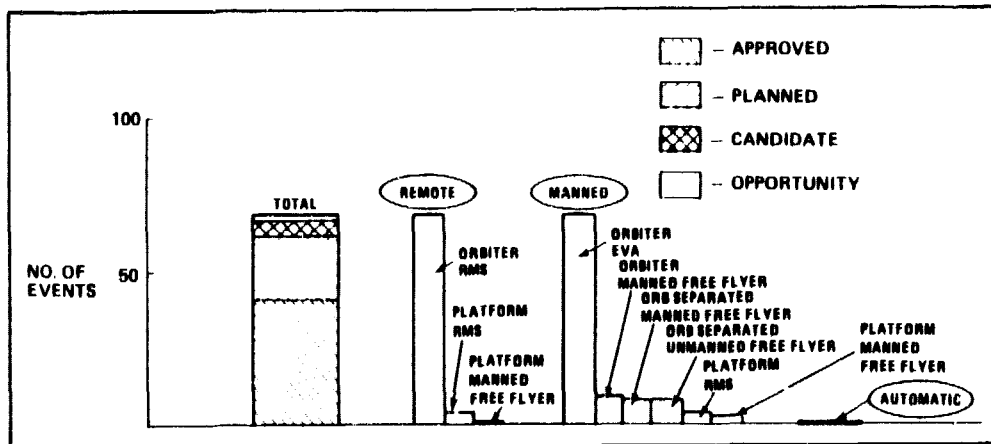 – APPROVED
– PLANNED
– CANDIDATE
– OPPORTUNITY
100
50
NO. OF
EVENTS
TOTAL
REMOTE
ORBITER
RMS
PLATFORM
RMS
PLATFORM
MANNED
FREE FLYER
MANNED
ORBITER
EVA
ORBITER
MANNED FREE FLYER
ORB SEPARATED
MANNED FREE FLYER
ORB SEPARATED
UNMANNED FREE FLYER
PLATFORM
RMS
PLATFORM
MANNED
FREE FLYER
AUTOMATIC